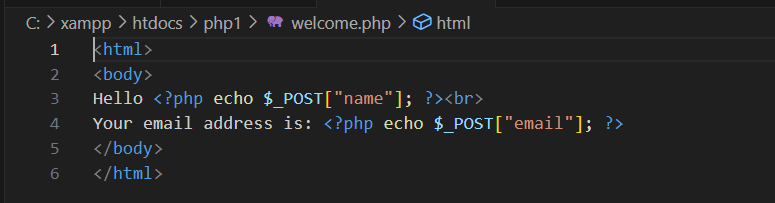 C: > xampp > htdocs > php1 > welcome.php > html
1 <html>
2 <body>
3 Hello <?php echo $_POST["name"]; ?><br>
4 Your email address is: <?php echo $_POST["email"]; ?>
5 </body>
6 </html>